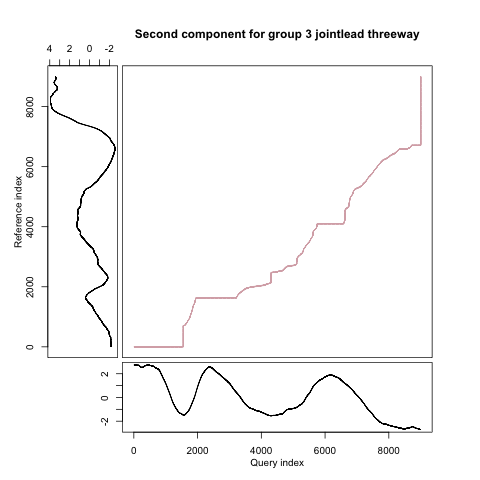 Second component for group 3 jointlead threeway
4 2 0 -2
Reference index
8000
6000
4000
2000
0
2
0
-2
0 2000 4000 6000 8000
Query index